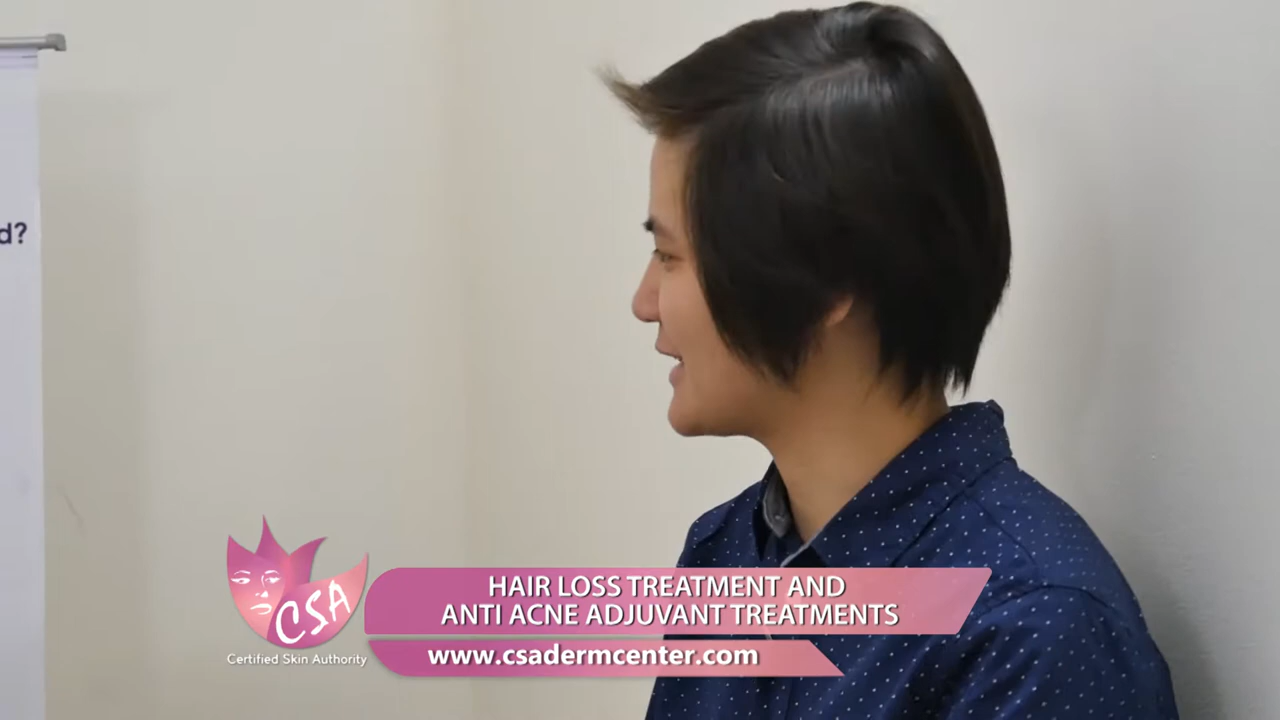 d?
HAIR LOSS TREATMENT AND
ANTI ACNE ADJUVANT TREATMENTS
CSA
Certified Skin Authority
www.csadermcenter.com